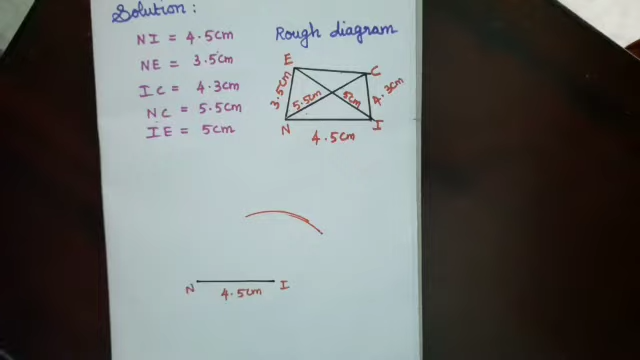 Solution:
NI = 4.5cm
NE = 3.5cm
IC = 4.3cm
NC = 5.5cm
IE = 5cm
Rough diagram
E
C
3.5cm
5.5cm
5cm
4.3cm
N
I
4.5cm
N
I
4.5cm